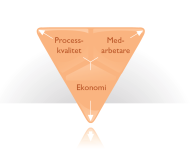 Process-
kvalitet
Med-
arbetare
Ekonomi